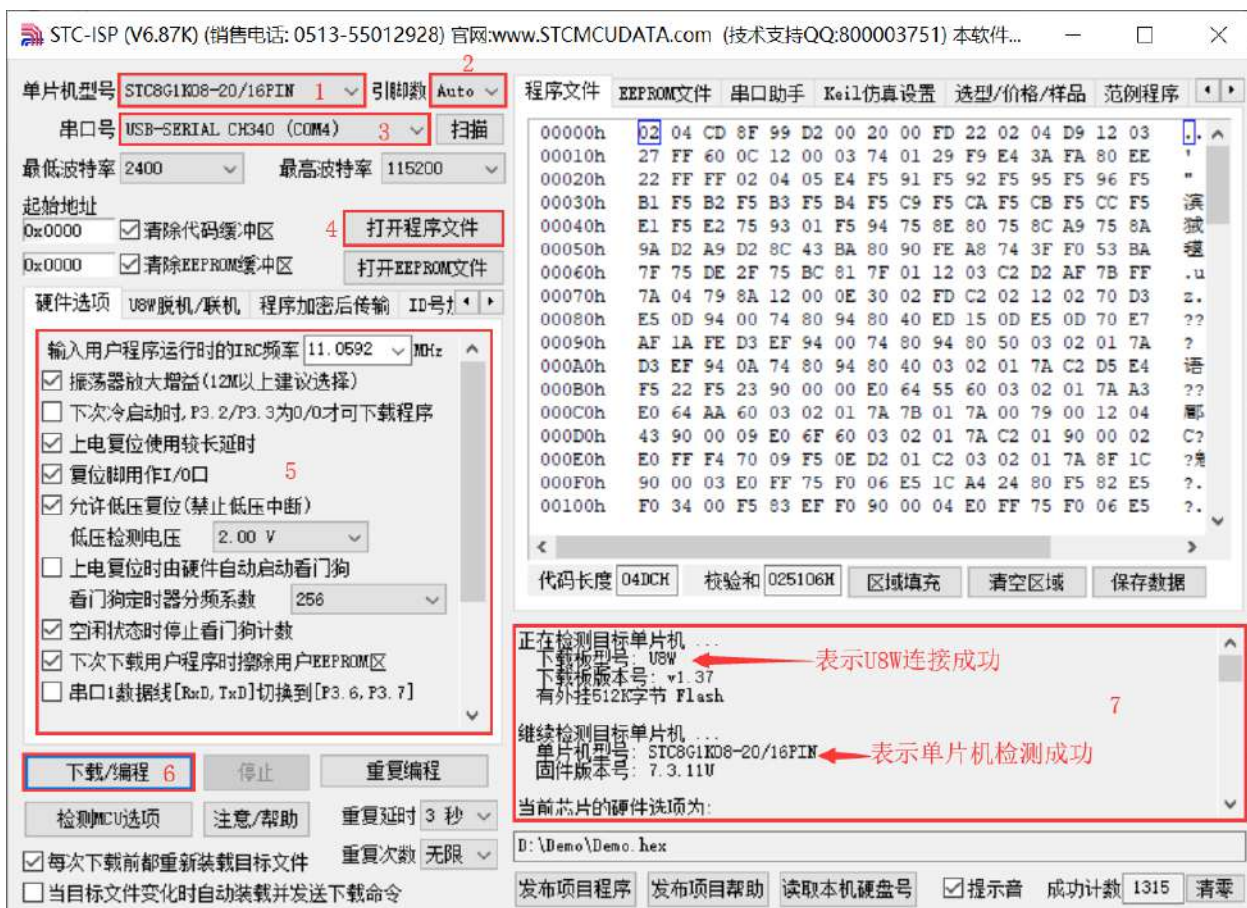 STC-ISP (V6.87K) (销售电话: 0513-55012928) 官网:www.STCMCUDATA.com (技术支持QQ:800003751) 本软件...
2
单片机型号 STC8G1K08-20/16PIN 1 引脚数 Auto
串口号 USB-SERIAL CH340 (COM4) 3 扫描
最低波特率 2400 最高波特率 115200
起始地址
0x0000 清除代码缓冲区 4 打开程序文件
0x0000 清除EEPROM缓冲区 打开EEPROM文件
硬件选项 U8W脱机/联机 程序加密后传输
输入用户程序运行时的IRC频率 11.0592 MHz
振荡器放大增益(12M以上建议选择)
下次冷启动时,P3.2/P3.3为0/0才可下载程序
上电复位使用较长延时
复位脚用作I/O口 5
允许低压复位(禁止低压中断)
低压检测电压 2.00 V
上电复位时由硬件自动启动看门狗
看门狗定时器分频系数 256
空闲状态时停止看门狗计数
下次下载用户程序时擦除用户EEPROM区
串口1数据线[RxD,TxD]切换到[P3.6,P3.7]
下载/编程 6 停止 重复编程
检测MCU选项 注意/帮助 重复延时 3 秒
每次下载前都重新装载目标文件 重复次数 无限
当目标文件变化时自动装载并发送下载命令
程序文件 EEPROM文件 串口助手 Keil仿真设置 选型/价格/样品 范例程序
00000h 02 04 CD 8F 99 D2 00 20 00 FD 22 02 04 D9 12 03
00010h 27 FF 60 0C 12 00 03 74 01 29 F9 E4 3A FA 80 EE '
00020h 22 FF FF 02 04 05 E4 F5 91 F5 92 F5 95 F5 96 F5 "
00030h B1 F5 B2 F5 B3 F5 B4 F5 C9 F5 CA F5 CB F5 CC F5 滨
00040h E1 F5 E2 75 93 01 F5 94 75 8E 80 75 8C A9 75 8A
00050h 9A D2 A9 D2 8C 43 BA 80 90 FE A8 74 3F F0 53 BA
00060h 7F 75 DE 2F 75 BC 81 7F 01 12 03 C2 D2 AF 7B FF .u
00070h 7A 04 79 8A 12 00 0E 30 02 FD C2 02 12 02 70 D3 z.
00080h E5 0D 94 00 74 80 94 80 40 ED 15 0D E5 0D 70 E7 ??
00090h AF 1A FE D3 EF 94 00 74 80 94 80 50 03 02 01 7A ?
000A0h D3 EF 94 0A 74 80 94 80 40 03 02 01 7A C2 D5 E4 语
000B0h F5 22 F5 23 90 00 00 E0 64 55 60 03 02 01 7A A3 ??
000C0h E0 64 AA 60 03 02 01 7A 7B 01 7A 00 79 00 12 04
000D0h 43 90 00 09 E0 6F 60 03 02 01 7A C2 01 90 00 02 C?
000E0h E0 FF F4 70 09 F5 0E D2 01 C2 03 02 01 7A 8F 1C
000F0h 90 00 03 E0 FF 75 F0 06 E5 1C A4 24 80 F5 82 E5 ?.
00100h F0 34 00 F5 83 EF F0 90 00 04 E0 FF 75 F0 06 E5 ?.
代码长度 04DCH 校验和 025106H 区域填充 清空区域 保存数据
正在检测目标单片机 ...
下载板型号: U8W 表示U8W连接成功
下载板版本号: v1.37
有外挂512K字节 Flash
7
继续检测目标单片机 ...
单片机型号: STC8G1K08-20/16PIN 表示单片机检测成功
固件版本号: 7.3.11U
当前芯片的硬件选项为:
D:\Demo\Demo.hex
发布项目程序 发布项目帮助 读取本机硬盘号 提示音 成功计数 1315 清零